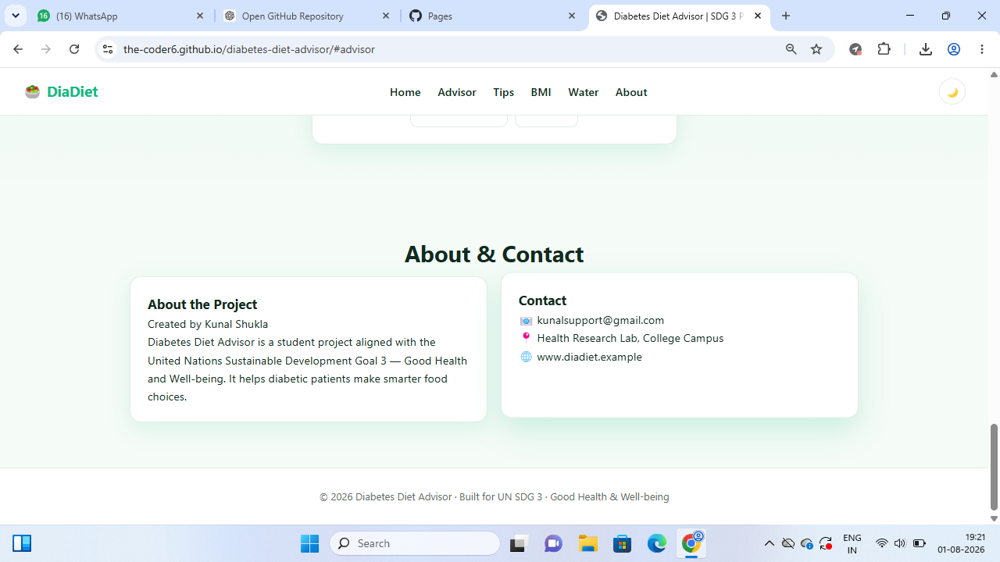 (16) WhatsApp
Open GitHub Repository
Pages
Diabetes Diet Advisor | SDG 3 P
the-coder6.github.io/diabetes-diet-advisor/#advisor
DiaDiet
Home
Advisor
Tips
BMI
Water
About
About & Contact
About the Project
Created by Kunal Shukla
Diabetes Diet Advisor is a student project aligned with the
United Nations Sustainable Development Goal 3 — Good Health
and Well-being. It helps diabetic patients make smarter food
choices.
Contact
kunalsupport@gmail.com
Health Research Lab, College Campus
www.diadiet.example
© 2026 Diabetes Diet Advisor · Built for UN SDG 3 · Good Health & Well-being
Search
ENG
IN
19:21
01-08-2026